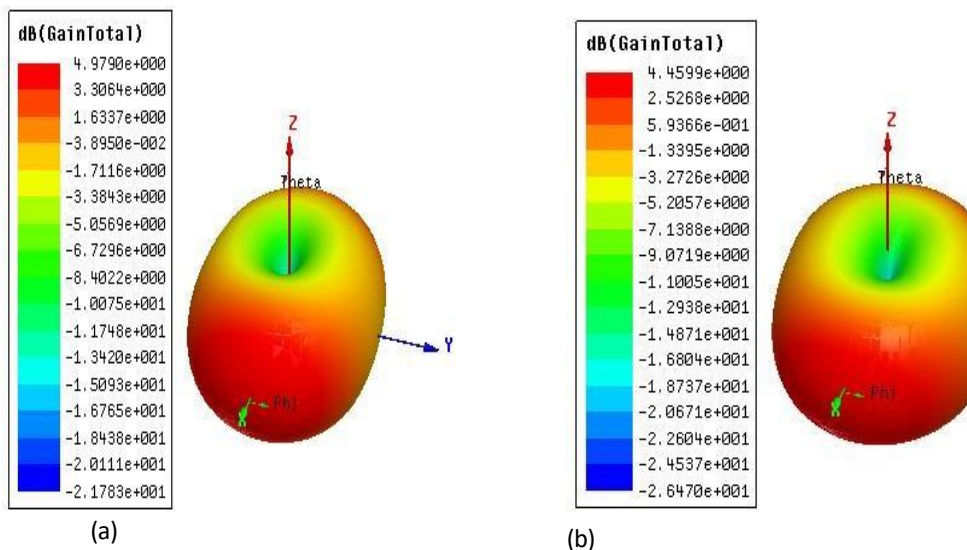 dB(GainTotal)
4.9790e+000
3.3064e+000
1.6337e+000
-3.8950e-002
-1.7116e+000
-3.3843e+000
-5.0569e+000
-6.7296e+000
-8.4022e+000
-1.0075e+001
-1.1748e+001
-1.3420e+001
-1.5093e+001
-1.6765e+001
-1.8438e+001
-2.0111e+001
-2.1783e+001
Z
Theta
Y
Phi
X
(a)
dB(GainTotal)
4.4599e+000
2.5268e+000
5.9366e-001
-1.3395e+000
-3.2726e+000
-5.2057e+000
-7.1388e+000
-9.0719e+000
-1.1005e+001
-1.2938e+001
-1.4871e+001
-1.6804e+001
-1.8737e+001
-2.0671e+001
-2.2604e+001
-2.4537e+001
-2.6470e+001
Z
Theta
Phi
X
(b)